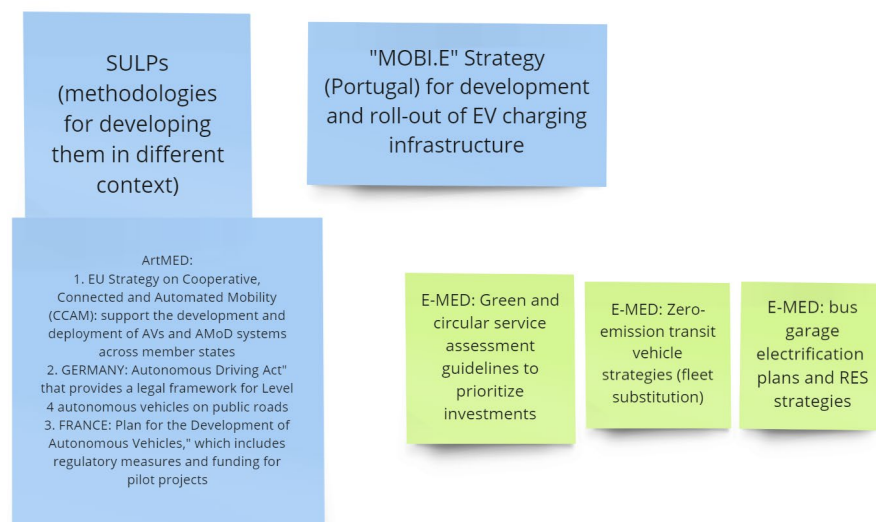 SULPs
(methodologies
for developing
them in different
context)
"MOBI.E" Strategy
(Portugal) for development
and roll-out of EV charging
infrastructure
ArtMED:
1. EU Strategy on Cooperative,
Connected and Automated Mobility
(CCAM): support the development and
deployment of AVs and AMoD systems
across member states
2. GERMANY: Autonomous Driving Act"
that provides a legal framework for Level
4 autonomous vehicles on public roads
3. FRANCE: Plan for the Development of
Autonomous Vehicles," which includes
regulatory measures and funding for
pilot projects
E-MED: Green and
circular service
assessment
guidelines to
prioritize
investments
E-MED: Zero-
emission transit
vehicle
strategies (fleet
substitution)
E-MED: bus
garage
electrification
plans and RES
strategies